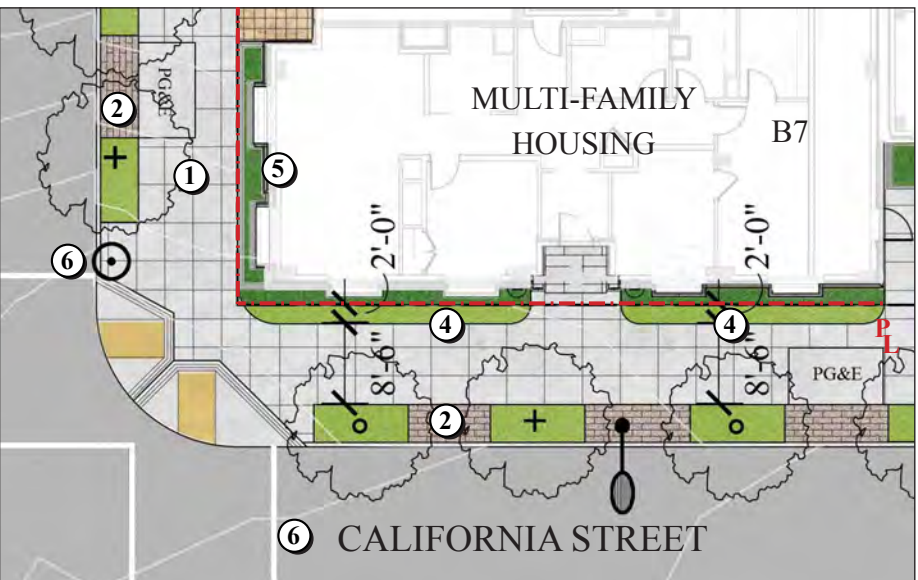 PG&E
2
MULTI-FAMILY
HOUSING
B7
1
5
2'-0"
2'-0"
6
4
4
P
L
8'-6"
8'-6"
PG&E
2
6
CALIFORNIA STREET